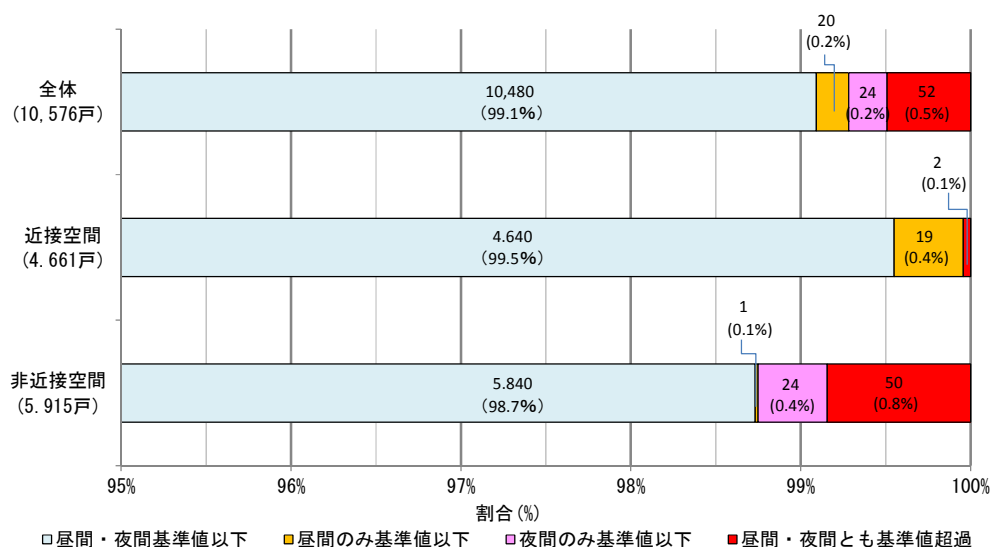 20
(0.2%)
全体
(10,576戸)
10,480
(99.1%)
24
(0.2%)
52
(0.5%)
2
(0.1%)
近接空間
(4.661戸)
4.640
(99.5%)
19
(0.4%)
1
(0.1%)
非近接空間
(5.915戸)
5.840
(98.7%)
24
(0.4%)
50
(0.8%)
95% 96% 97% 98% 99% 100%
割合(%)
昼間・夜間基準値以下 昼間のみ基準値以下 夜間のみ基準値以下 昼間・夜間とも基準値超過